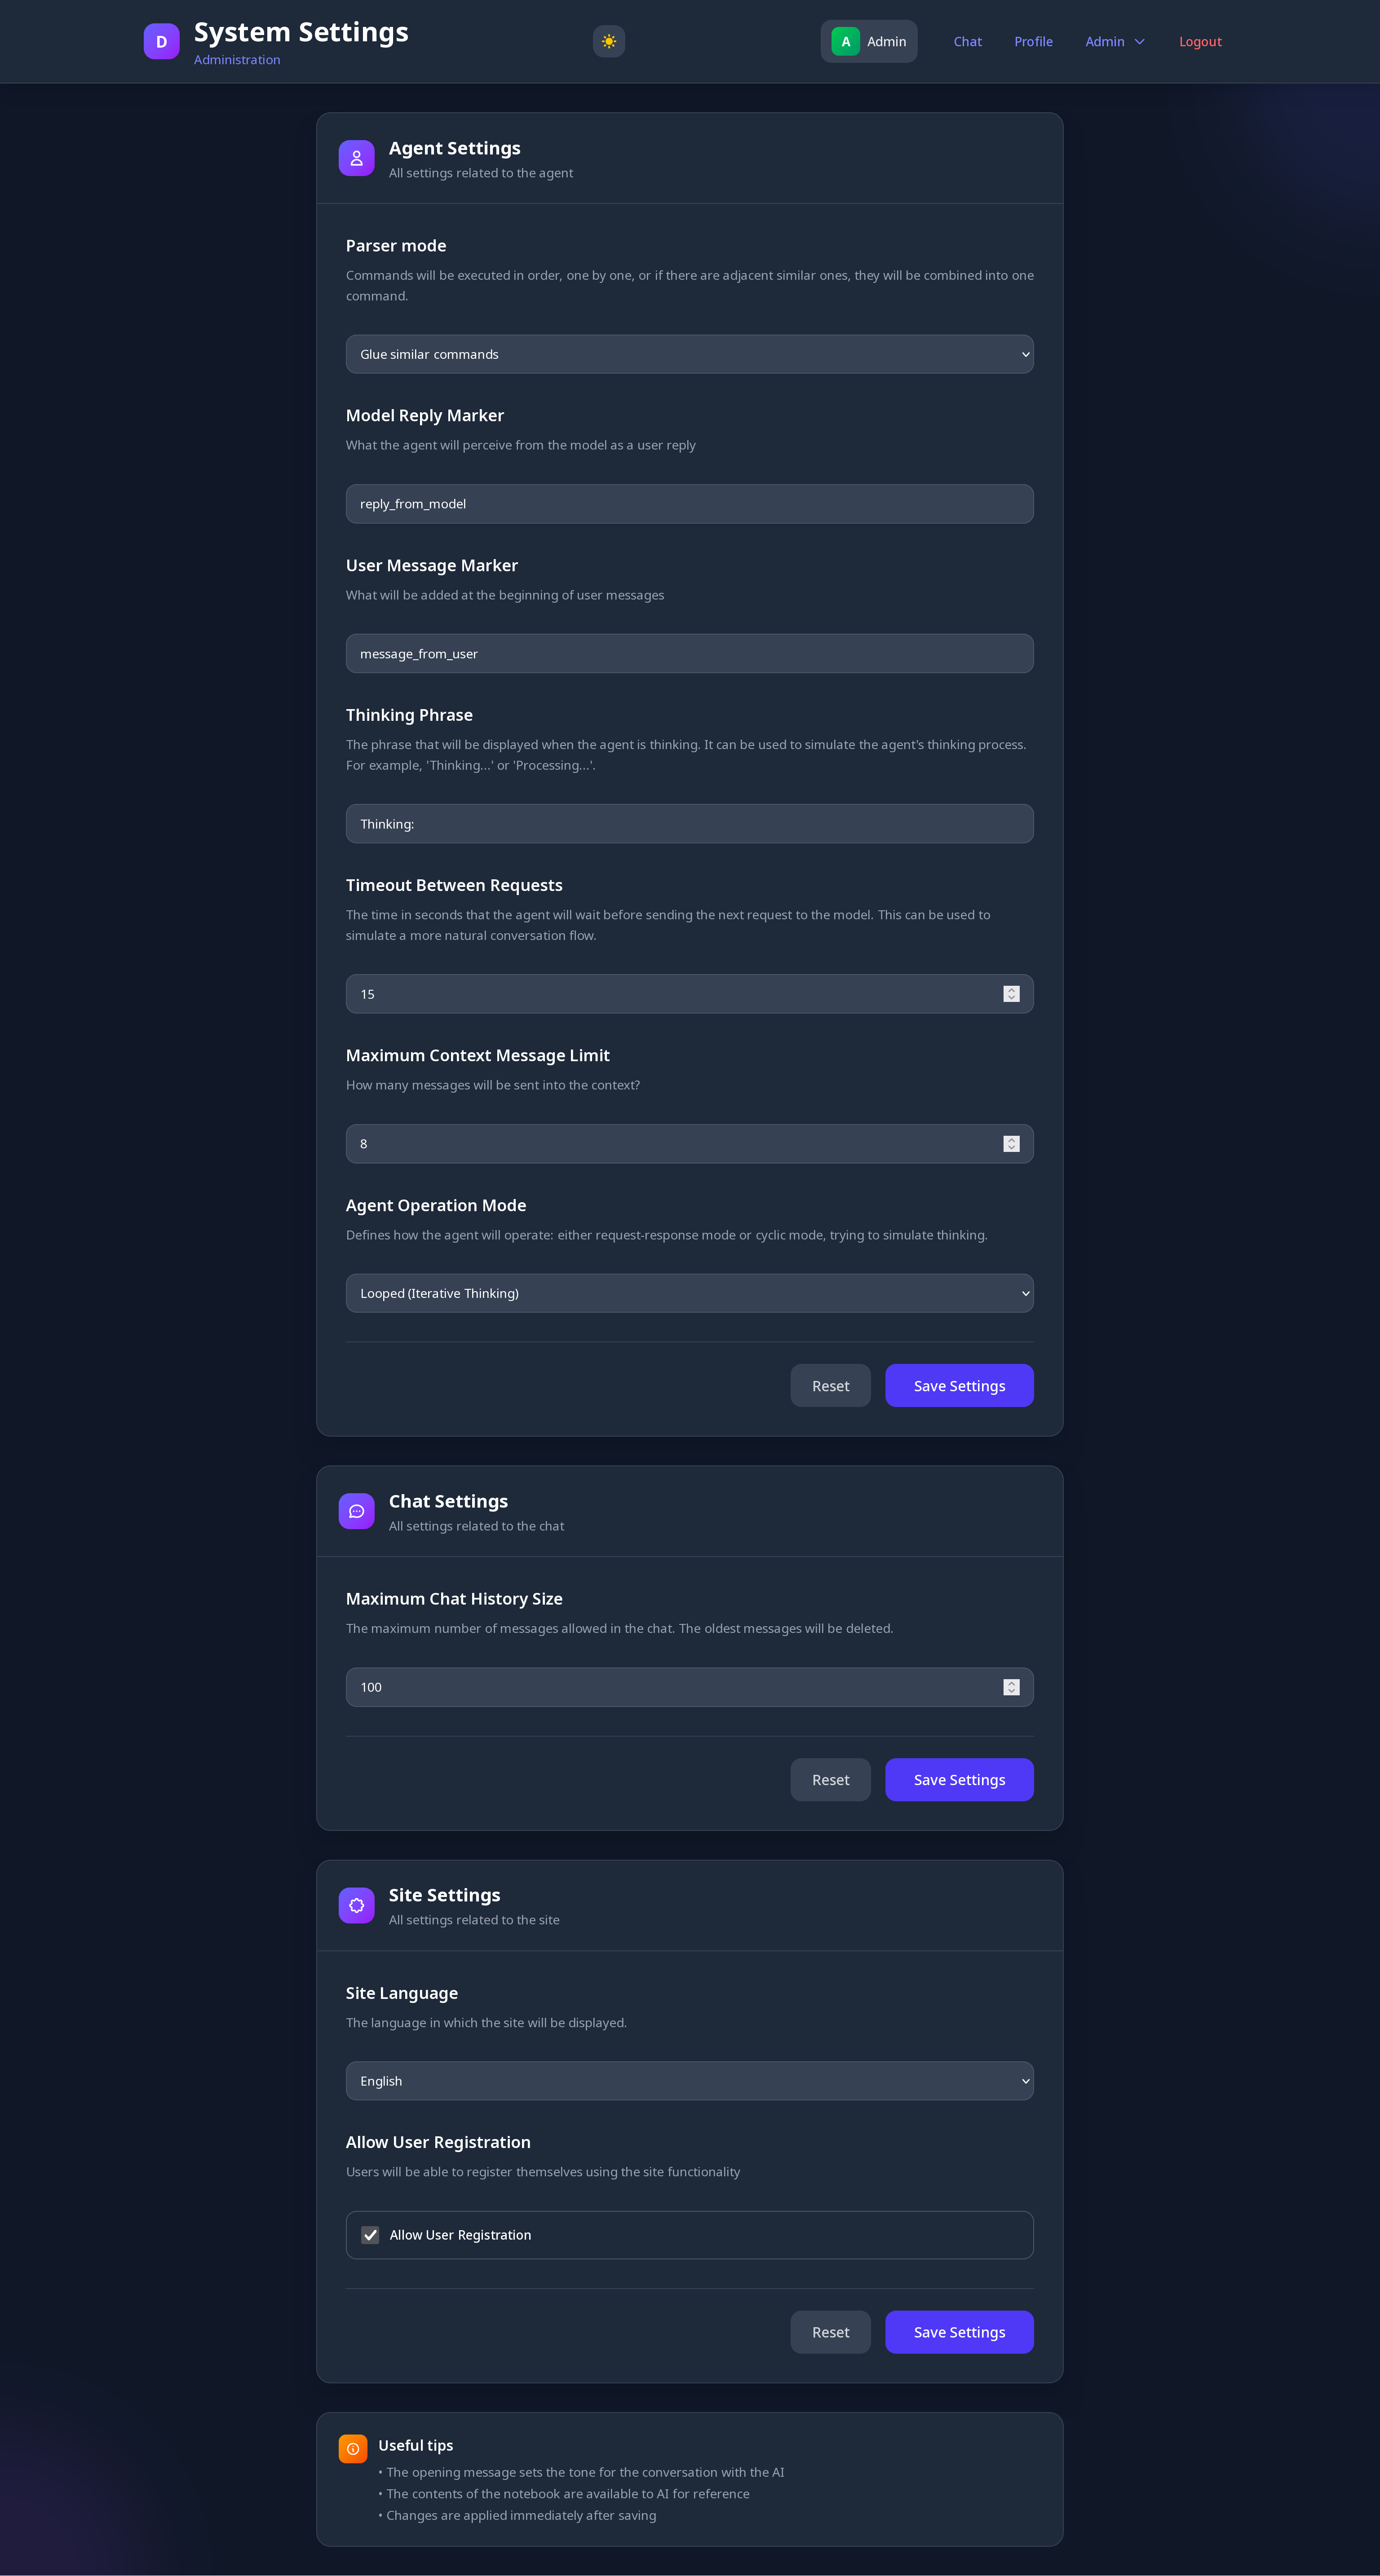 D
System Settings
Administration
A
Admin
Chat
Profile
Admin
Logout
Agent Settings
All settings related to the agent
Parser mode
Commands will be executed in order, one by one, or if there are adjacent similar ones, they will be combined into one
command.
Glue similar commands
Model Reply Marker
What the agent will perceive from the model as a user reply
reply_from_model
User Message Marker
What will be added at the beginning of user messages
message_from_user
Thinking Phrase
The phrase that will be displayed when the agent is thinking. It can be used to simulate the agent's thinking process.
For example, 'Thinking...' or 'Processing...'.
Thinking:
Timeout Between Requests
The time in seconds that the agent will wait before sending the next request to the model. This can be used to
simulate a more natural conversation flow.
15
Maximum Context Message Limit
How many messages will be sent into the context?
8
Agent Operation Mode
Defines how the agent will operate: either request-response mode or cyclic mode, trying to simulate thinking.
Looped (Iterative Thinking)
Reset
Save Settings
Chat Settings
All settings related to the chat
Maximum Chat History Size
The maximum number of messages allowed in the chat. The oldest messages will be deleted.
100
Reset
Save Settings
Site Settings
All settings related to the site
Site Language
The language in which the site will be displayed.
English
Allow User Registration
Users will be able to register themselves using the site functionality
Allow User Registration
Reset
Save Settings
Useful tips
• The opening message sets the tone for the conversation with the AI
• The contents of the notebook are available to AI for reference
• Changes are applied immediately after saving